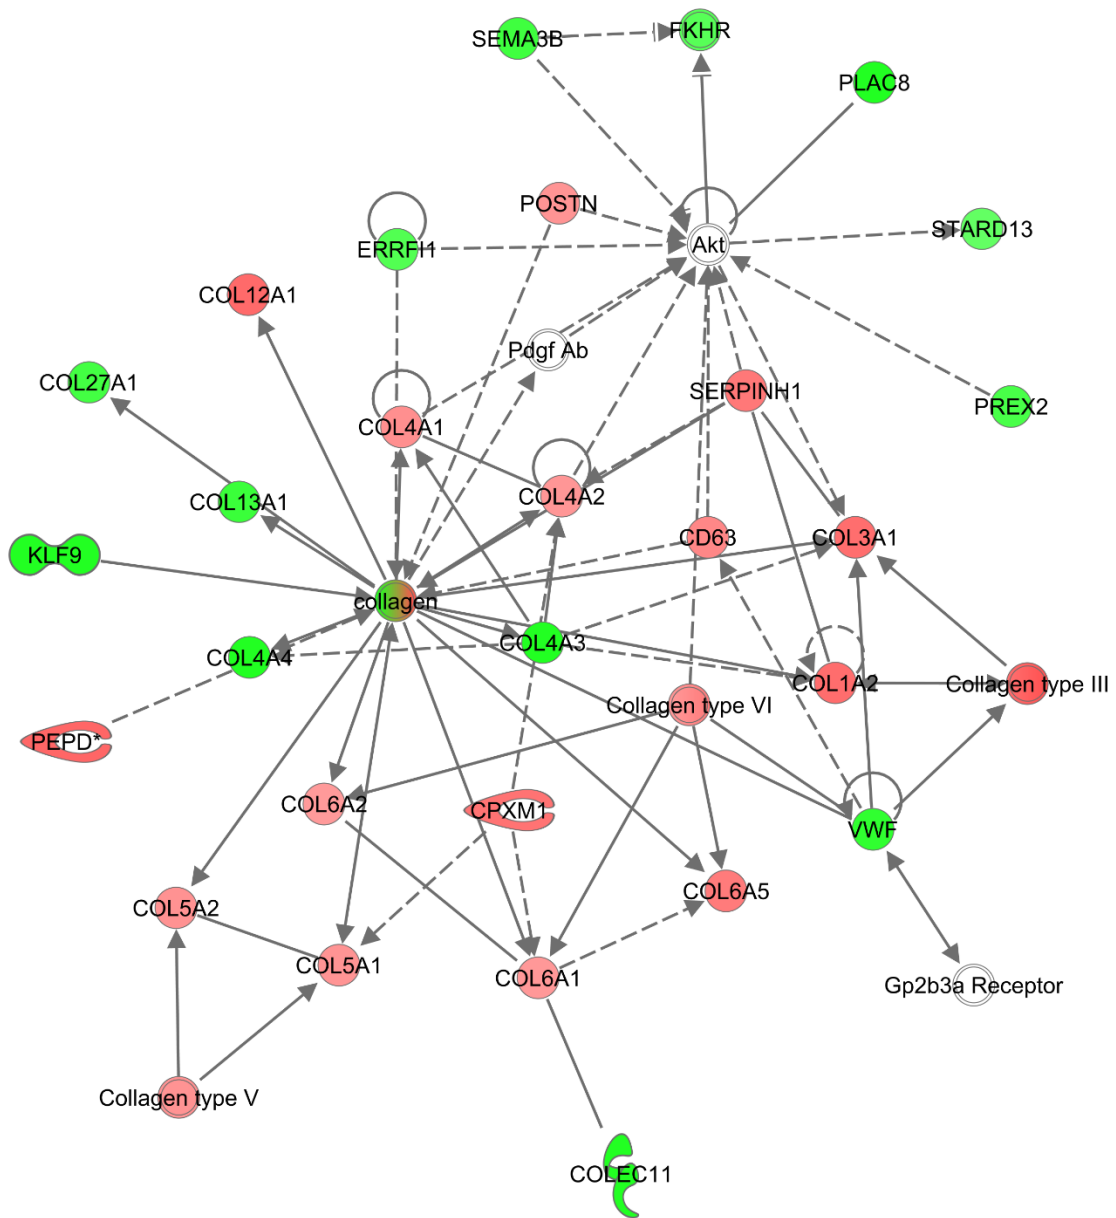 SEMA3B
FKHR
PLAC8
POSTN
STARD13
ERRFI1
Akt
COL12A1
Pdgf Ab
COL27A1
SERPINH1
PREX2
COL4A1
COL4A2
COL13A1
CD63
COL3A1
KLF9
collagen
COL4A3
COL4A4
COL1A2
Collagen type III
Collagen type VI
PEPD*
COL6A2
CPXM1
VWF
COL6A5
COL5A2
COL5A1
COL6A1
Gp2b3a Receptor
Collagen type V
COLEC11